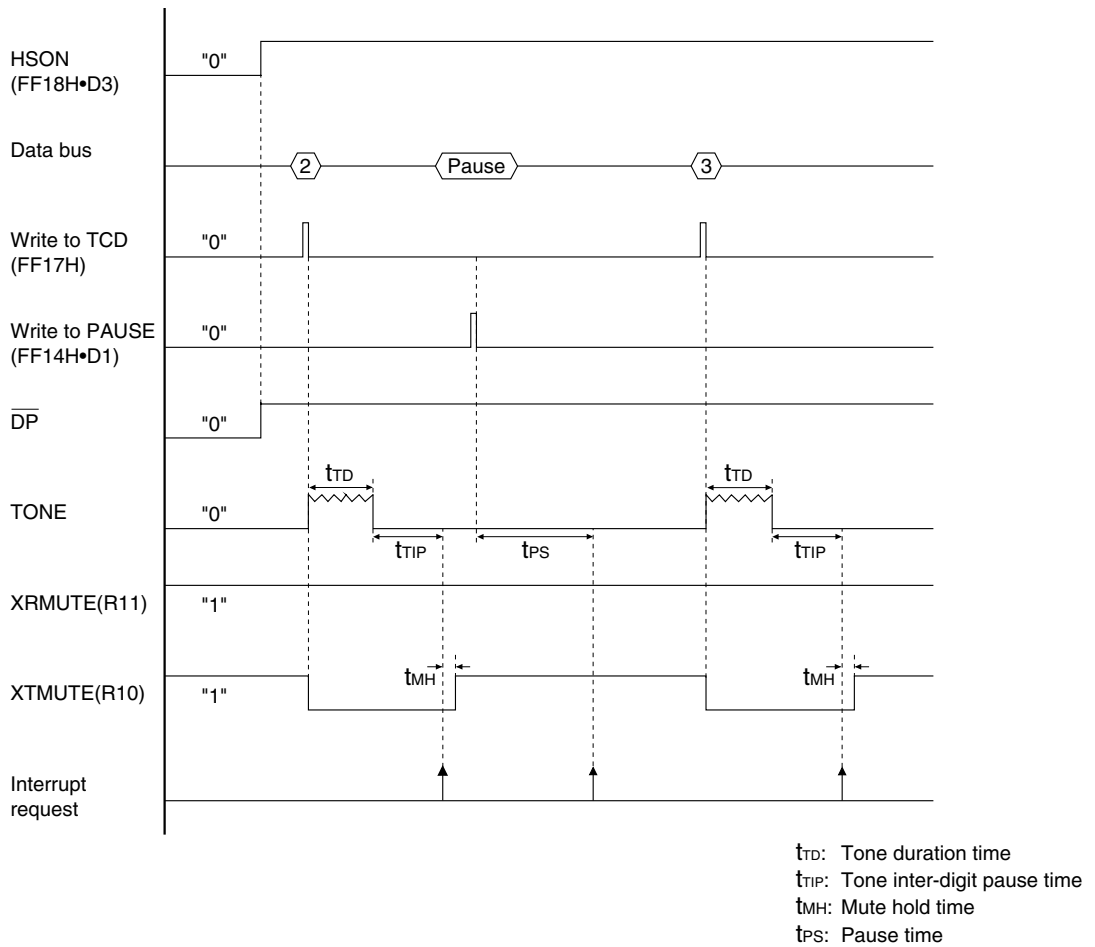 HSON
(FF18H•D3)
"0"
Data bus
2
Pause
3
Write to TCD
(FF17H)
"0"
Write to PAUSE
(FF14H•D1)
"0"
DP
"0"
tTD
tTD
TONE
"0"
tTIP
tPS
tTIP
XRMUTE(R11)
"1"
tMH
tMH
XTMUTE(R10)
"1"
Interrupt
request
tTD: Tone duration time
tTIP: Tone inter-digit pause time
tMH: Mute hold time
tPS: Pause time